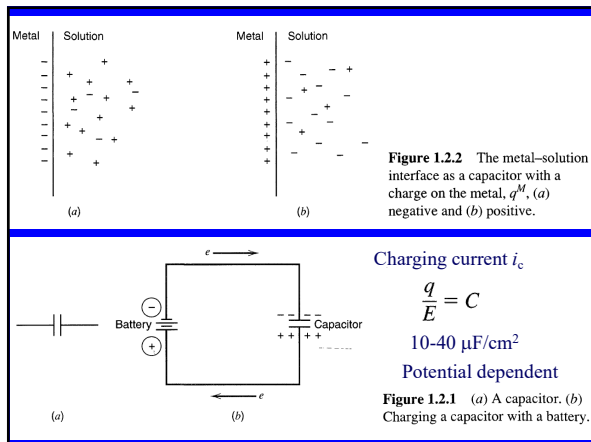 Metal Solution
Metal Solution
(a)
(b)
Figure 1.2.2 The metal–solution
interface as a capacitor with a
charge on the metal, q^M, (a)
negative and (b) positive.
e
Battery
Capacitor
e
(a)
(b)
Charging current i_c
q/E = C
10-40 μF/cm²
Potential dependent
Figure 1.2.1 (a) A capacitor. (b)
Charging a capacitor with a battery.